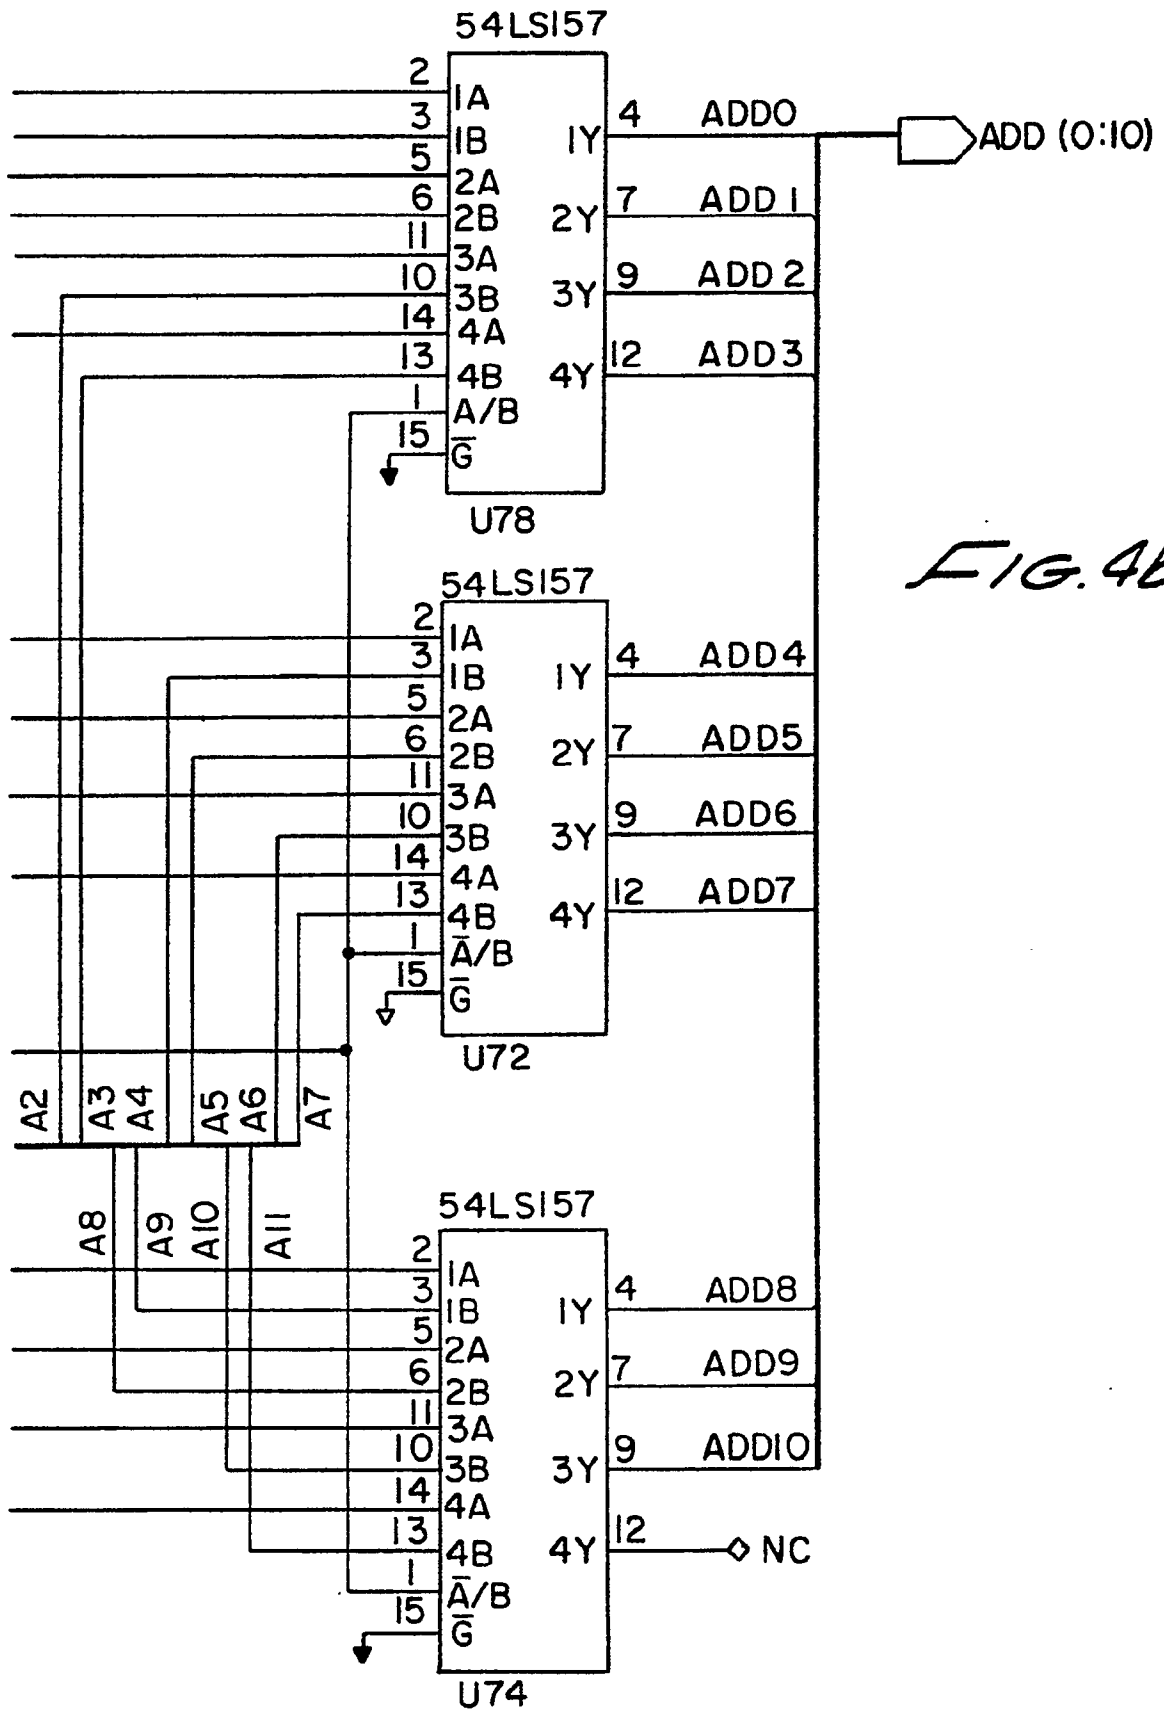 54LS157
2
1A
3
1B
5
2A
6
2B
11
3A
10
3B
14
4A
13
4B
1
A/B
15
G̅
1Y
4
ADD0
2Y
7
ADD1
3Y
9
ADD2
4Y
12
ADD3
ADD (0:10)
U78
FIG. 4b
54LS157
2
1A
3
1B
5
2A
6
2B
11
3A
10
3B
14
4A
13
4B
1
A̅/B
15
G̅
1Y
4
ADD4
2Y
7
ADD5
3Y
9
ADD6
4Y
12
ADD7
U72
A2
A3
A4
A5
A6
A7
A8
A9
A10
A11
54LS157
2
1A
3
1B
5
2A
6
2B
11
3A
10
3B
14
4A
13
4B
1
A̅/B
15
G̅
1Y
4
ADD8
2Y
7
ADD9
3Y
9
ADD10
4Y
12
NC
U74